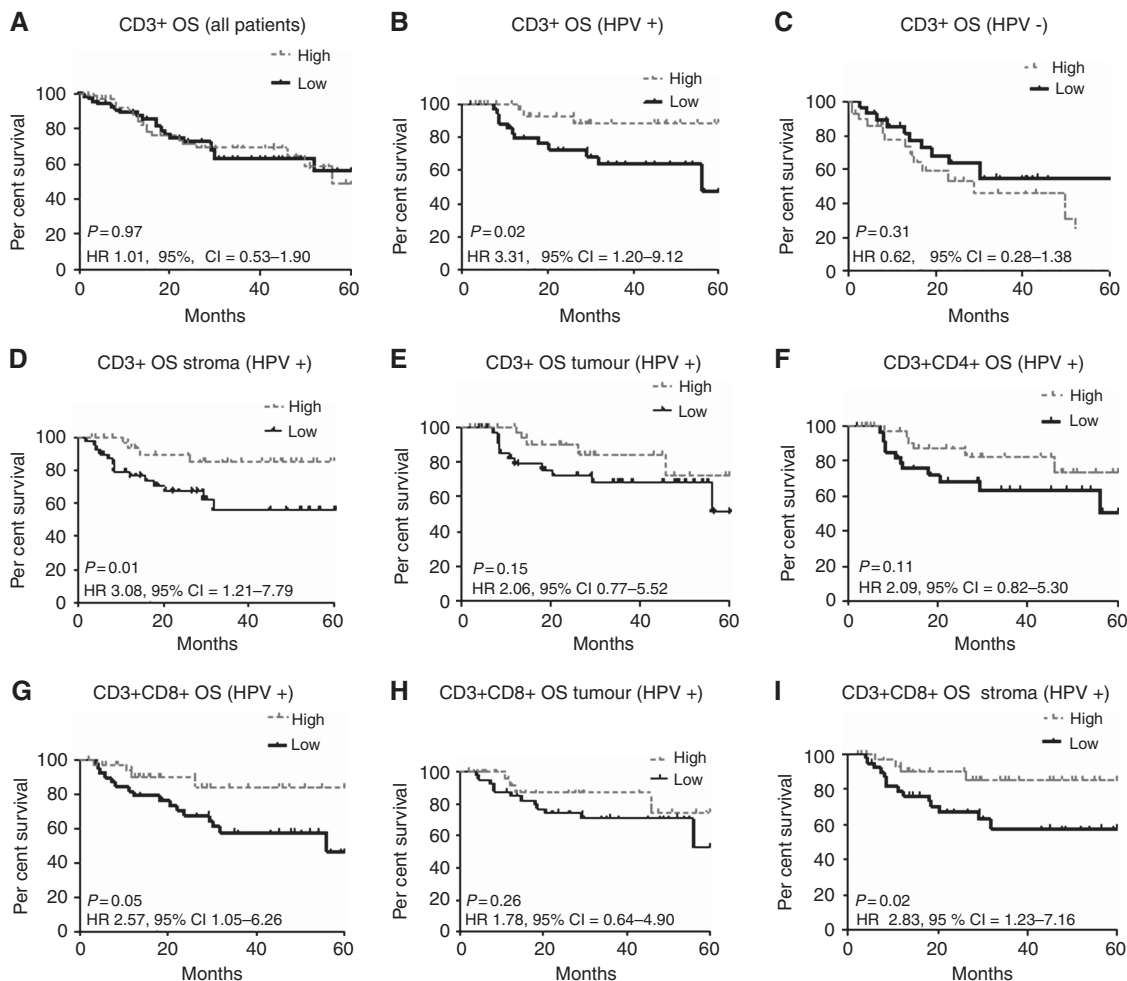 A CD3+ OS (all patients)
High
Low
Per cent survival
100
80
60
40
20
0
P=0.97
HR 1.01, 95%, CI = 0.53–1.90
0 20 40 60
Months
B CD3+ OS (HPV +)
High
Low
Per cent survival
100
80
60
40
20
0
P=0.02
HR 3.31, 95% CI = 1.20–9.12
0 20 40 60
Months
C CD3+ OS (HPV -)
High
Low
Per cent survival
100
80
60
40
20
0
P=0.31
HR 0.62, 95% CI = 0.28–1.38
0 20 40 60
Months
D CD3+ OS stroma (HPV +)
High
Low
Per cent survival
100
80
60
40
20
0
P=0.01
HR 3.08, 95% CI = 1.21–7.79
0 20 40 60
Months
E CD3+ OS tumour (HPV +)
High
Low
Per cent survival
100
80
60
40
20
0
P=0.15
HR 2.06, 95% CI 0.77–5.52
0 20 40 60
Months
F CD3+CD4+ OS (HPV +)
High
Low
Per cent survival
100
80
60
40
20
0
P=0.11
HR 2.09, 95% CI = 0.82–5.30
0 20 40 60
Months
G CD3+CD8+ OS (HPV +)
High
Low
Per cent survival
100
80
60
40
20
0
P=0.05
HR 2.57, 95% CI 1.05–6.26
0 20 40 60
Months
H CD3+CD8+ OS tumour (HPV +)
High
Low
Per cent survival
100
80
60
40
20
0
P=0.26
HR 1.78, 95% CI = 0.64–4.90
0 20 40 60
Months
I CD3+CD8+ OS stroma (HPV +)
High
Low
Per cent survival
100
80
60
40
20
0
P=0.02
HR 2.83, 95 % CI = 1.23–7.16
0 20 40 60
Months